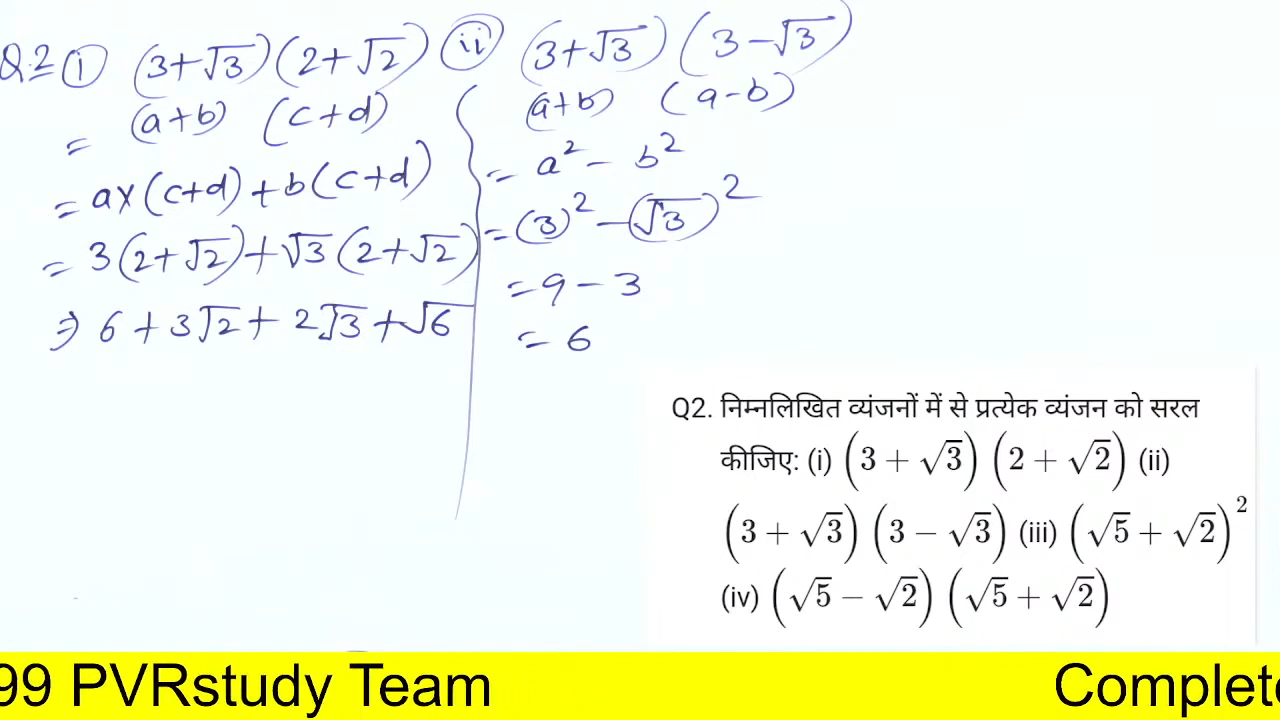 Q.2 (i) (3+√3)(2+√2)
= (a+b) (c+d)
= a×(c+d)+b(c+d)
= 3(2+√2)+√3(2+√2)
⇒ 6+3√2+2√3+√6
(ii) (3+√3)(3-√3)
(a+b) (a-b)
= a²-b²
= (3)²-(√3)²
= 9-3
= 6
Q2. निम्नलिखित व्यंजनों में से प्रत्येक व्यंजन को सरल
कीजिए: (i) (3 + √3) (2 + √2) (ii)
(3 + √3) (3 − √3) (iii) (√5 + √2)²
(iv) (√5 − √2) (√5 + √2)
99 PVRstudy Team Complete